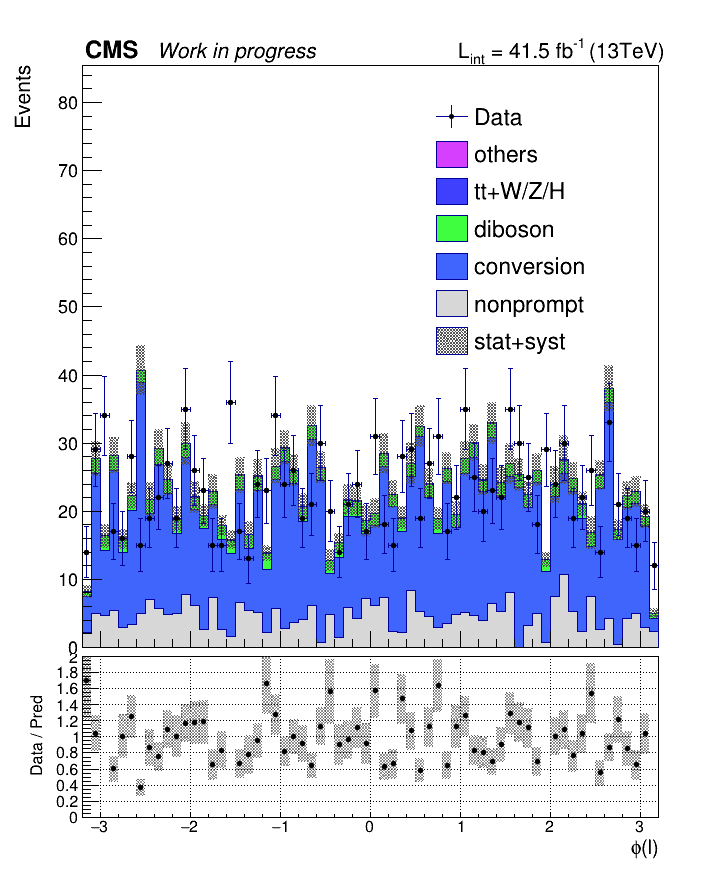 CMS Work in progress L_int = 41.5 fb⁻¹ (13TeV)
Events
80
70
60
50
40
30
20
10
0
Data
others
tt+W/Z/H
diboson
conversion
nonprompt
stat+syst
Data / Pred
2
1.8
1.6
1.4
1.2
1
0.8
0.6
0.4
0.2
0
−3 −2 −1 0 1 2 3
ϕ(l)